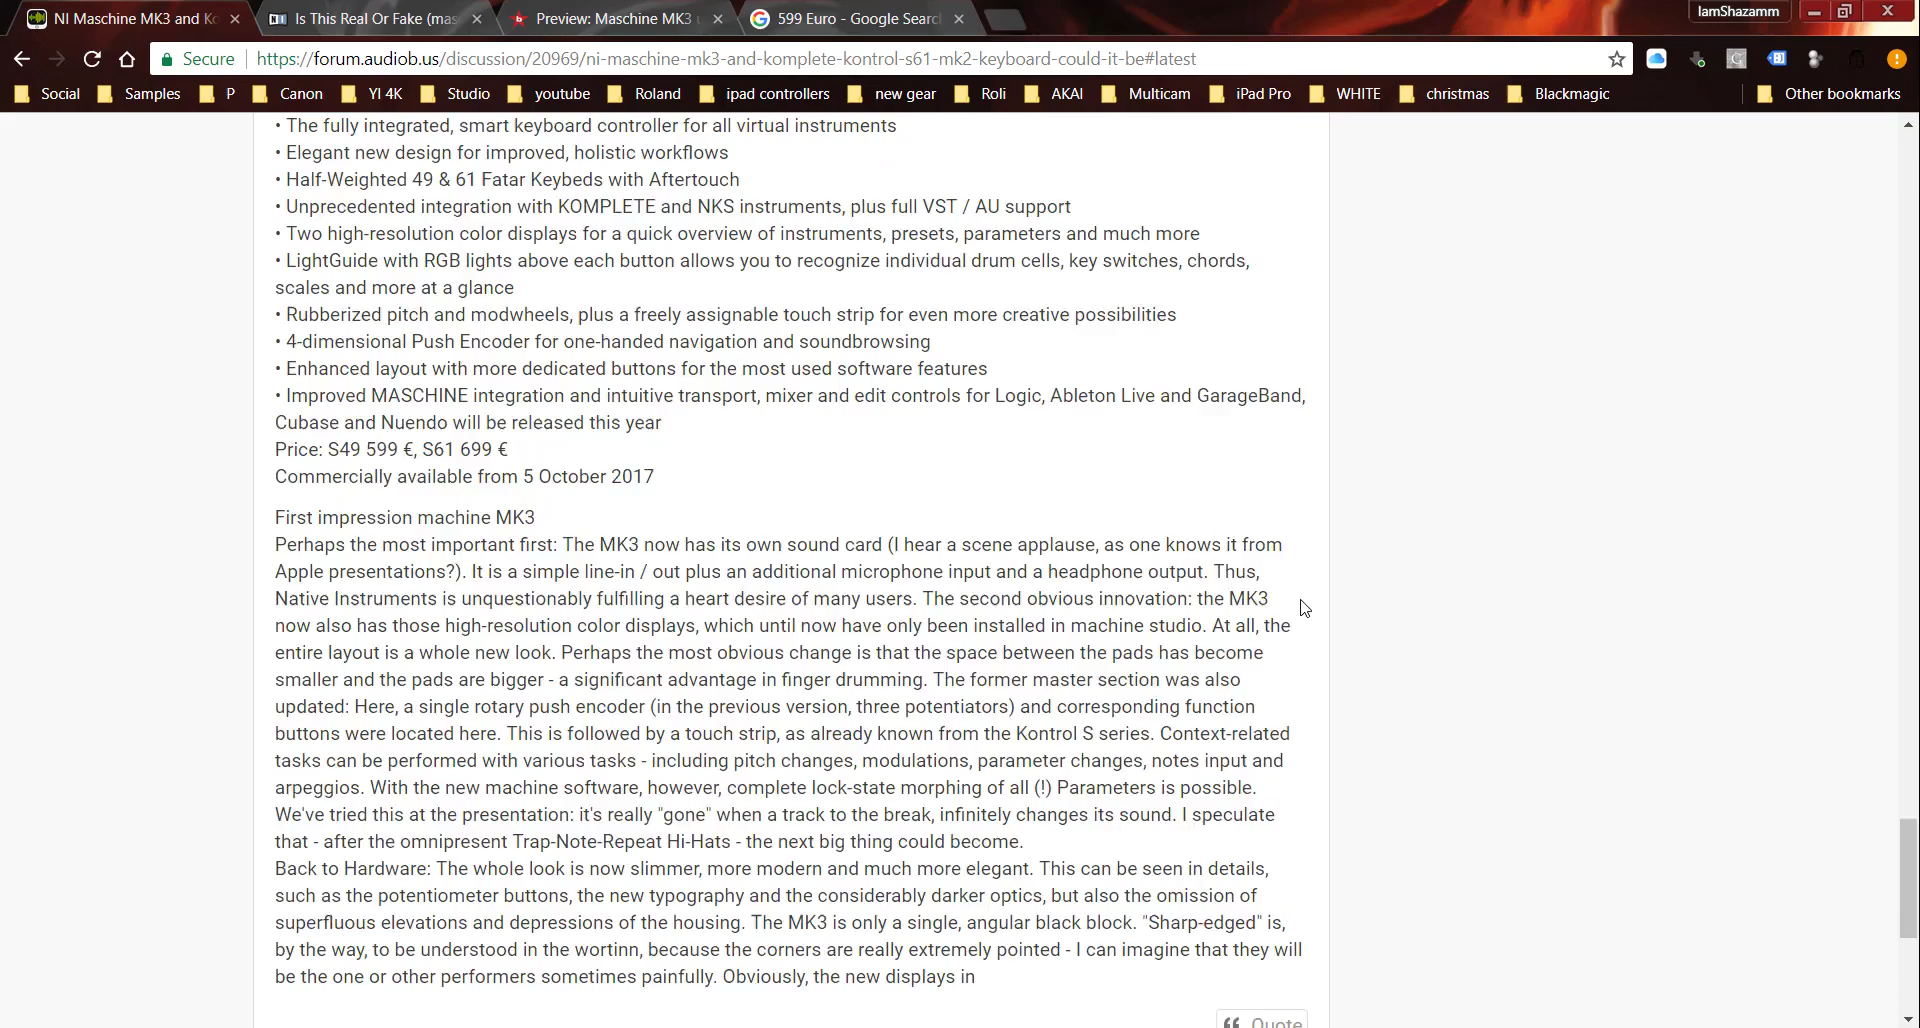 NI Maschine MK3 and Ko
Is This Real Or Fake (mas
Preview: Maschine MK3 u
599 Euro - Google Search
IamShazamm
Secure
https://forum.audiob.us/discussion/20969/ni-maschine-mk3-and-komplete-kontrol-s61-mk2-keyboard-could-it-be#latest
Social
Samples
P
Canon
YI 4K
Studio
youtube
Roland
ipad controllers
new gear
Roli
AKAI
Multicam
iPad Pro
WHITE
christmas
Blackmagic
Other bookmarks
• The fully integrated, smart keyboard controller for all virtual instruments
• Elegant new design for improved, holistic workflows
• Half-Weighted 49 & 61 Fatar Keybeds with Aftertouch
• Unprecedented integration with KOMPLETE and NKS instruments, plus full VST / AU support
• Two high-resolution color displays for a quick overview of instruments, presets, parameters and much more
• LightGuide with RGB lights above each button allows you to recognize individual drum cells, key switches, chords,
scales and more at a glance
• Rubberized pitch and modwheels, plus a freely assignable touch strip for even more creative possibilities
• 4-dimensional Push Encoder for one-handed navigation and soundbrowsing
• Enhanced layout with more dedicated buttons for the most used software features
• Improved MASCHINE integration and intuitive transport, mixer and edit controls for Logic, Ableton Live and GarageBand,
Cubase and Nuendo will be released this year
Price: S49 599 €, S61 699 €
Commercially available from 5 October 2017
First impression machine MK3
Perhaps the most important first: The MK3 now has its own sound card (I hear a scene applause, as one knows it from
Apple presentations?). It is a simple line-in / out plus an additional microphone input and a headphone output. Thus,
Native Instruments is unquestionably fulfilling a heart desire of many users. The second obvious innovation: the MK3
now also has those high-resolution color displays, which until now have only been installed in machine studio. At all, the
entire layout is a whole new look. Perhaps the most obvious change is that the space between the pads has become
smaller and the pads are bigger - a significant advantage in finger drumming. The former master section was also
updated: Here, a single rotary push encoder (in the previous version, three potentiators) and corresponding function
buttons were located here. This is followed by a touch strip, as already known from the Kontrol S series. Context-related
tasks can be performed with various tasks - including pitch changes, modulations, parameter changes, notes input and
arpeggios. With the new machine software, however, complete lock-state morphing of all (!) Parameters is possible.
We've tried this at the presentation: it's really "gone" when a track to the break, infinitely changes its sound. I speculate
that - after the omnipresent Trap-Note-Repeat Hi-Hats - the next big thing could become.
Back to Hardware: The whole look is now slimmer, more modern and much more elegant. This can be seen in details,
such as the potentiometer buttons, the new typography and the considerably darker optics, but also the omission of
superfluous elevations and depressions of the housing. The MK3 is only a single, angular black block. "Sharp-edged" is,
by the way, to be understood in the wortinn, because the corners are really extremely pointed - I can imagine that they will
be the one or other performers sometimes painfully. Obviously, the new displays in
Quote